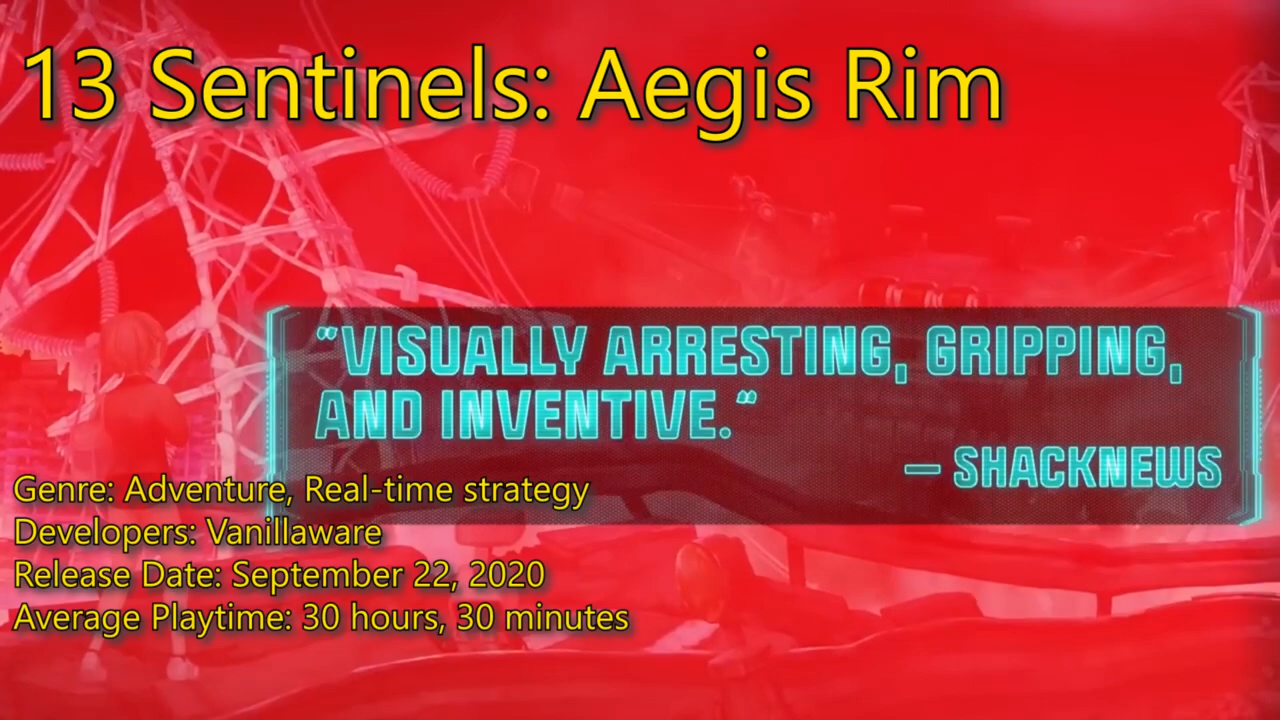 13 Sentinels: Aegis Rim
“VISUALLY ARRESTING, GRIPPING,
AND INVENTIVE.“
— SHACKNEWS
Genre: Adventure, Real-time strategy
Developers: Vanillaware
Release Date: September 22, 2020
Average Playtime: 30 hours, 30 minutes